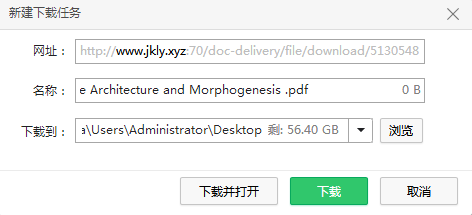 新建下载任务
网址: http://www.jkly.xyz:70/doc-delivery/file/download/5130548
名称: e Architecture and Morphogenesis .pdf 0 B
下载到: a\Users\Administrator\Desktop 剩: 56.40 GB 浏览
下载并打开 下载 取消